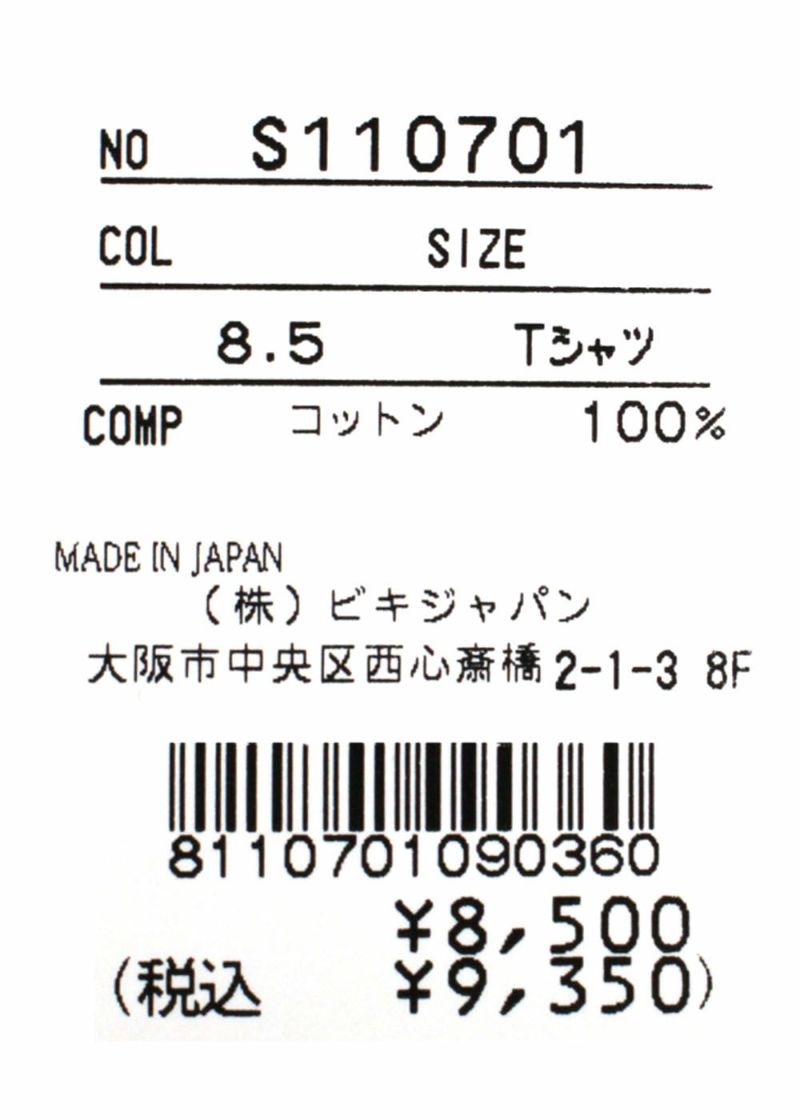 NO S110701
COL SIZE
8.5 Tシャツ
COMP コットン 100%
MADE IN JAPAN
(株)ビキジャパン
大阪市中央区西心斎橋2-1-3 8F
8110701090360
¥8,500
(税込 ¥9,350)